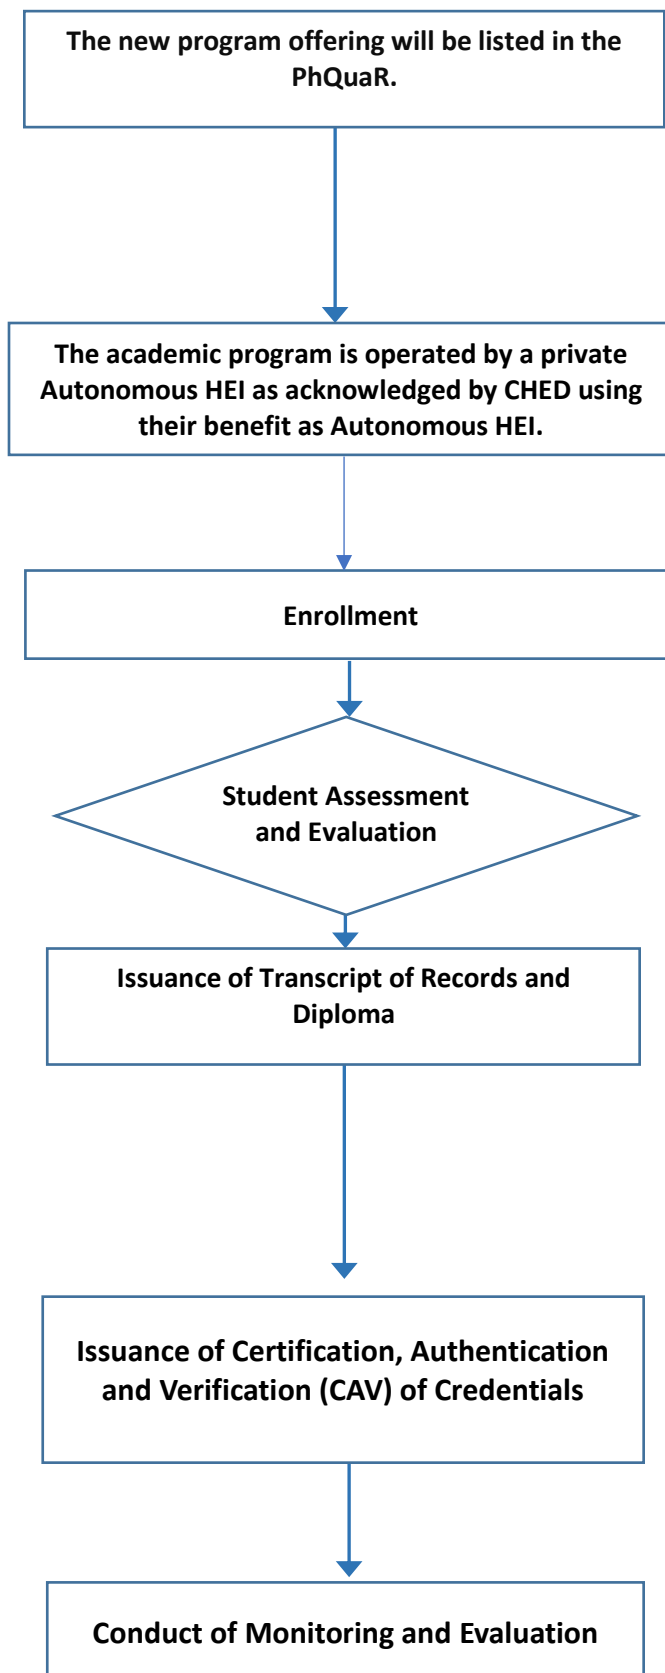 The new program offering will be listed in the
PhQuaR.
The academic program is operated by a private
Autonomous HEI as acknowledged by CHED using
their benefit as Autonomous HEI.
Enrollment
Student Assessment
and Evaluation
Issuance of Transcript of Records and
Diploma
Issuance of Certification, Authentication
and Verification (CAV) of Credentials
Conduct of Monitoring and Evaluation